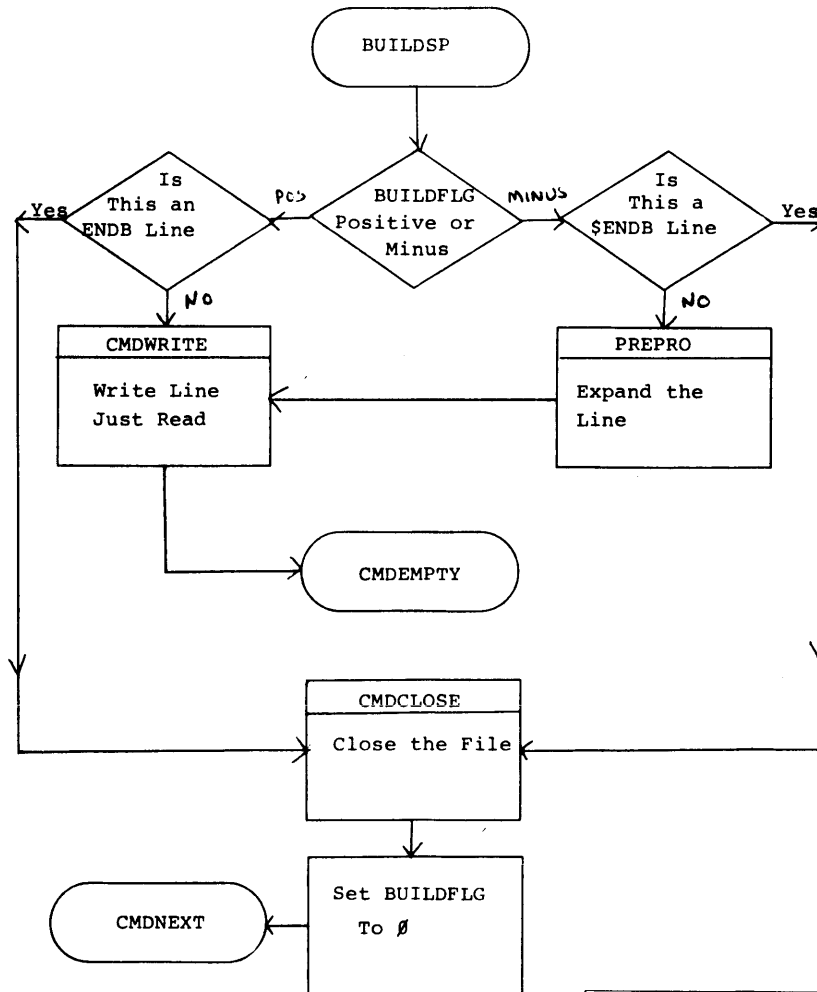 BUILDSP
Is
This an
ENDB Line
Yes
POS
BUILDFLG
Positive or
Minus
MINUS
Is
This a
$ENDB Line
Yes
NO
NO
CMDWRITE
Write Line
Just Read
PREPRO
Expand the
Line
CMDEMPTY
CMDCLOSE
Close the File
Set BUILDFLG
To Ø
CMDNEXT